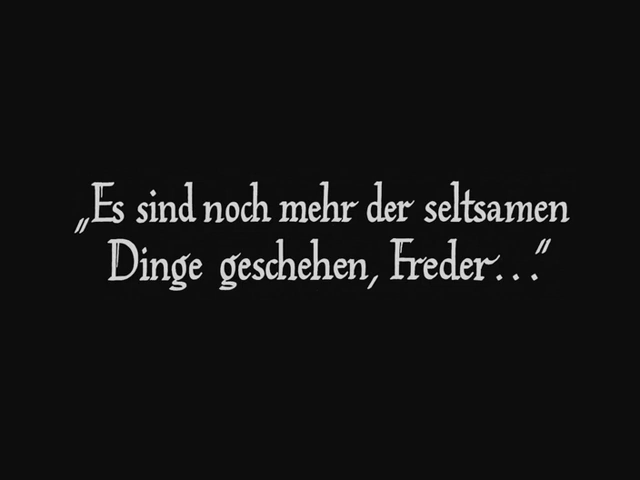 „Es sind noch mehr der seltsamen
Dinge geschehen, Freder...“